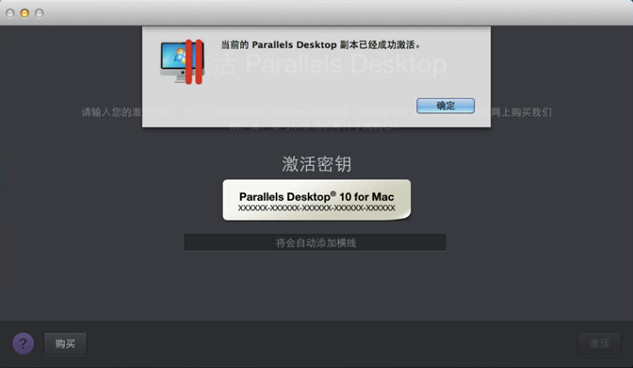 当前的 Parallels Desktop 副本已经成功激活。
活 Parallels Desktop
确定
请输入您的激
网上购买我们
激活密钥
Parallels Desktop® 10 for Mac
XXXXXX-XXXXXX-XXXXXX-XXXXXX-XXXXXX
将会自动添加横线
?
购买
激活